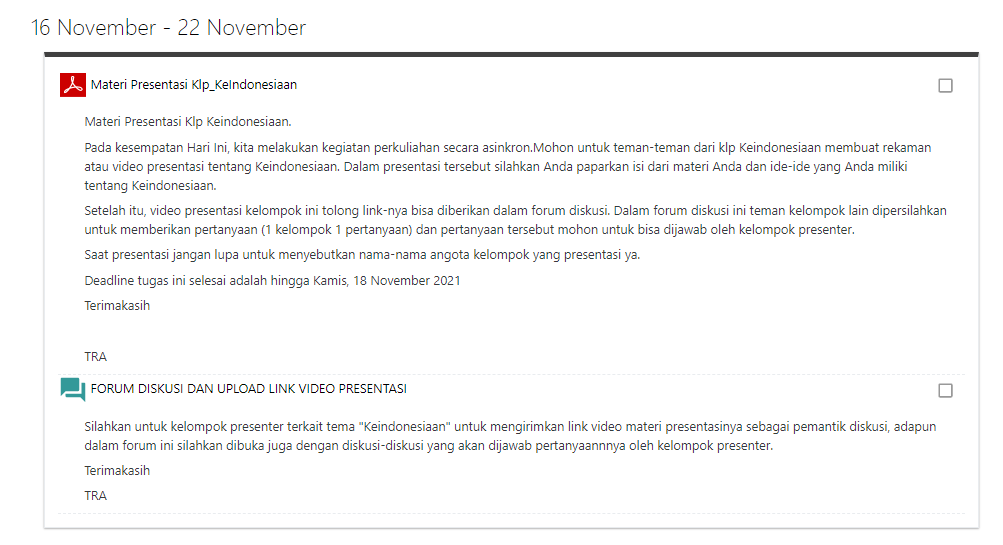 16 November - 22 November
Materi Presentasi Klp_KeIndonesiaan
Materi Presentasi Klp Keindonesiaan.
Pada kesempatan Hari Ini, kita melakukan kegiatan perkuliahan secara asinkron.Mohon untuk teman-teman dari klp Keindonesiaan membuat rekaman
atau video presentasi tentang Keindonesiaan. Dalam presentasi tersebut silahkan Anda paparkan isi dari materi Anda dan ide-ide yang Anda miliki
tentang Keindonesiaan.
Setelah itu, video presentasi kelompok ini tolong link-nya bisa diberikan dalam forum diskusi. Dalam forum diskusi ini teman kelompok lain dipersilahkan
untuk memberikan pertanyaan (1 kelompok 1 pertanyaan) dan pertanyaan tersebut mohon untuk bisa dijawab oleh kelompok presenter.
Saat presentasi jangan lupa untuk menyebutkan nama-nama angota kelompok yang presentasi ya.
Deadline tugas ini selesai adalah hingga Kamis, 18 November 2021
Terimakasih
TRA
FORUM DISKUSI DAN UPLOAD LINK VIDEO PRESENTASI
Silahkan untuk kelompok presenter terkait tema "Keindonesiaan" untuk mengirimkan link video materi presentasinya sebagai pemantik diskusi, adapun
dalam forum ini silahkan dibuka juga dengan diskusi-diskusi yang akan dijawab pertanyaannnya oleh kelompok presenter.
Terimakasih
TRA